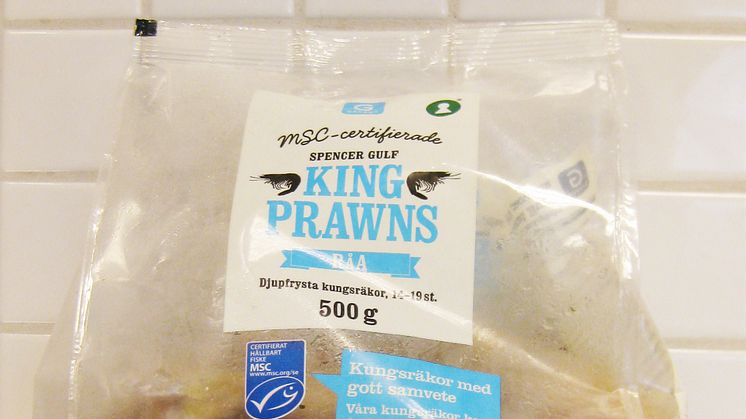 G
MSC-certifierade
SPENCER GULF
KING
PRAWNS
RÅA
Djupfrysta kungsräkor, 14-19 st.
500 g
CERTIFIERAT
HÅLLBART
FISKE
MSC
www.msc.org/se
Kungsräkor med
gott samvete
Våra kungsräkor